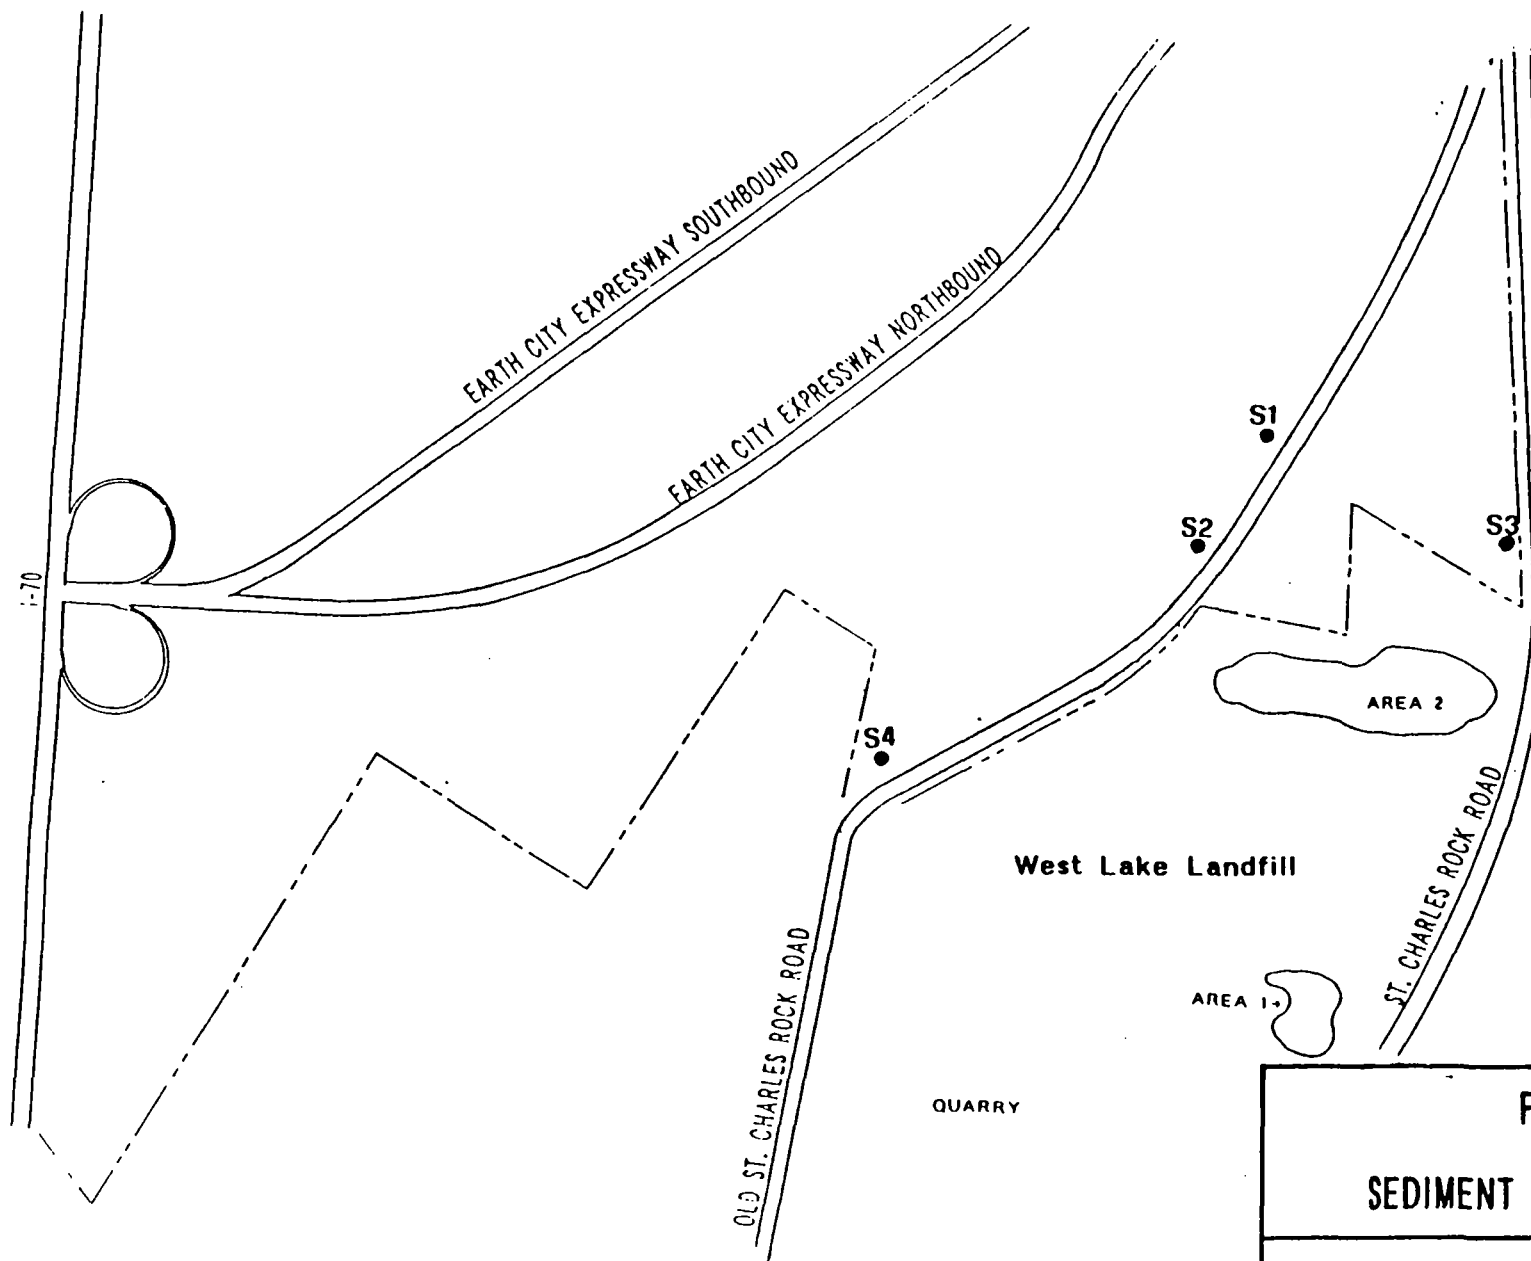 EARTH CITY EXPRESSWAY SOUTHBOUND
EARTH CITY EXPRESSWAY NORTHBOUND
S1
S2
S3
I-70
AREA 2
S4
West Lake Landfill
ST. CHARLES ROCK ROAD
AREA 1
OLD ST. CHARLES ROCK ROAD
QUARRY
SEDIMENT